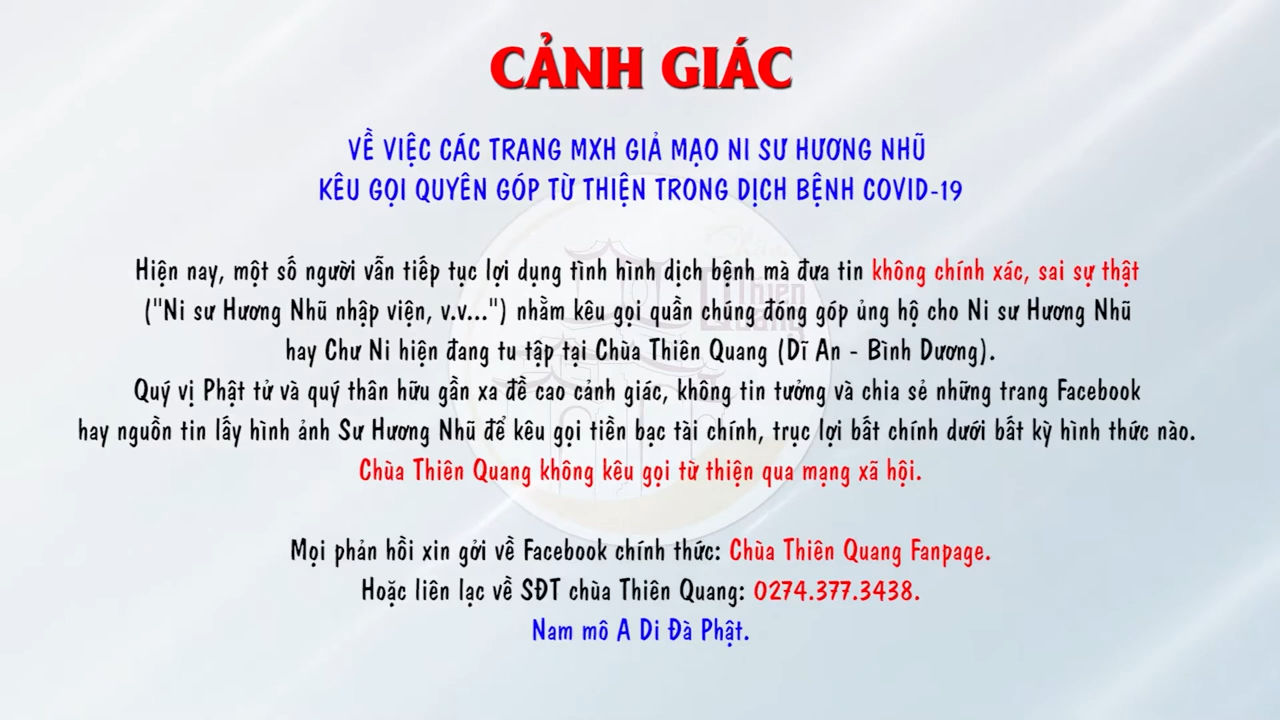 CẢNH GIÁC
VỀ VIỆC CÁC TRANG MXH GIẢ MẠO NI SƯ HƯƠNG NHŨ
KÊU GỌI QUYÊN GÓP TỪ THIỆN TRONG DỊCH BỆNH COVID-19
Hiện nay, một số người vẫn tiếp tục lợi dụng tình hình dịch bệnh mà đưa tin không chính xác, sai sự thật
("Ni sư Hương Nhũ nhập viện, v.v...") nhằm kêu gọi quần chúng đóng góp ủng hộ cho Ni sư Hương Nhũ
hay Chư Ni hiện đang tu tập tại Chùa Thiên Quang (Dĩ An - Bình Dương).
Quý vị Phật tử và quý thân hữu gần xa đề cao cảnh giác, không tin tưởng và chia sẻ những trang Facebook
hay nguồn tin lấy hình ảnh Sư Hương Nhũ để kêu gọi tiền bạc tài chính, trục lợi bất chính dưới bất kỳ hình thức nào.
Chùa Thiên Quang không kêu gọi từ thiện qua mạng xã hội.
Mọi phản hồi xin gởi về Facebook chính thức: Chùa Thiên Quang Fanpage.
Hoặc liên lạc về SĐT chùa Thiên Quang: 0274.377.3438.
Nam mô A Di Đà Phật.
Thiên
Quang